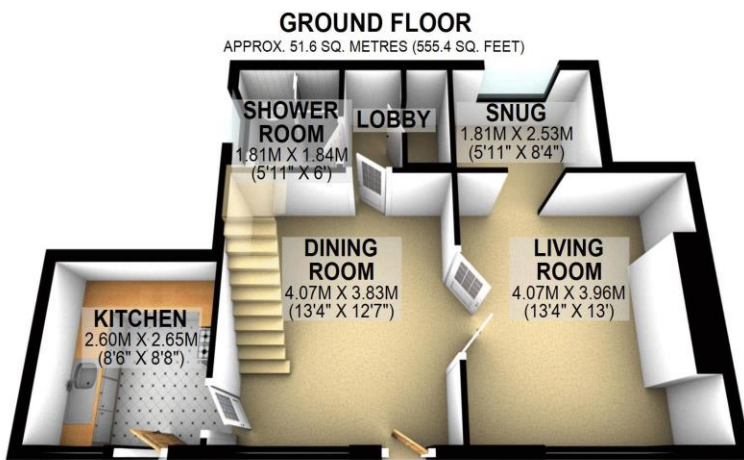 GROUND FLOOR
APPROX. 51.6 SQ. METRES (555.4 SQ. FEET)
SHOWER
ROOM
1.81M X 1.84M
(5'11" X 6')
LOBBY
SNUG
1.81M X 2.53M
(5'11" X 8'4")
DINING
ROOM
4.07M X 3.83M
(13'4" X 12'7")
LIVING
ROOM
4.07M X 3.96M
(13'4" X 13')
KITCHEN
2.60M X 2.65M
(8'6" X 8'8")